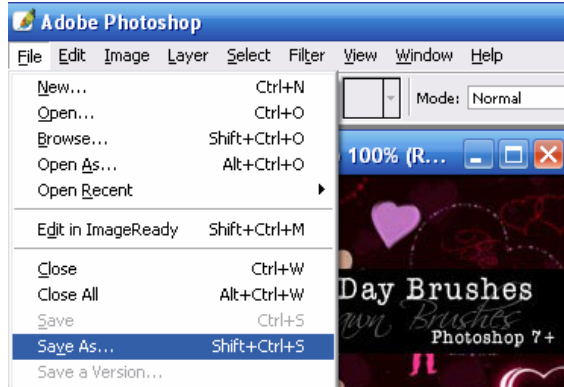 Adobe Photoshop
File Edit Image Layer Select Filter View Window Help
New... Ctrl+N
Open... Ctrl+O
Browse... Shift+Ctrl+O
Open As... Alt+Ctrl+O
Open Recent
Edit in ImageReady Shift+Ctrl+M
Close Ctrl+W
Close All Alt+Ctrl+W
Save Ctrl+S
Save As... Shift+Ctrl+S
Save a Version...
Mode: Normal
100% (R...
Day Brushes
Brushes
Photoshop 7+